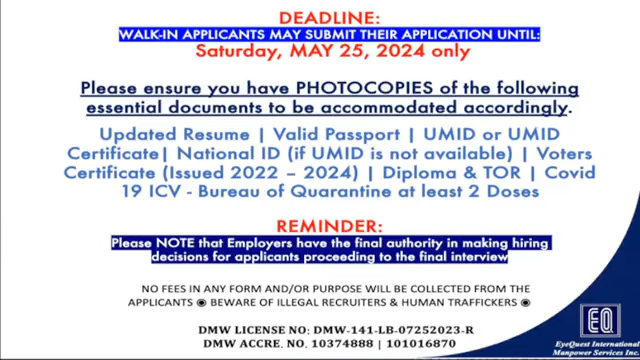 DEADLINE:
WALK-IN APPLICANTS MAY SUBMIT THEIR APPLICATION UNTIL:
Saturday, MAY 25, 2024 only
Please ensure you have PHOTOCOPIES of the following
essential documents to be accommodated accordingly.
Updated Resume | Valid Passport | UMID or UMID
Certificate| National ID (if UMID is not available) | Voters
Certificate (Issued 2022 – 2024) | Diploma & TOR | Covid
19 ICV - Bureau of Quarantine at least 2 Doses
REMINDER:
Please NOTE that Employers have the final authority in making hiring
decisions for applicants proceeding to the final interview
NO FEES IN ANY FORM AND/OR PURPOSE WILL BE COLLECTED FROM THE
APPLICANTS ◉ BEWARE OF ILLEGAL RECRUITERS & HUMAN TRAFFICKERS ◉
DMW LICENSE NO: DMW-141-LB-07252023-R
DMW ACCRE. NO. 10374888 | 101016870
EQ
EyeQuest International
Manpower Services Inc.